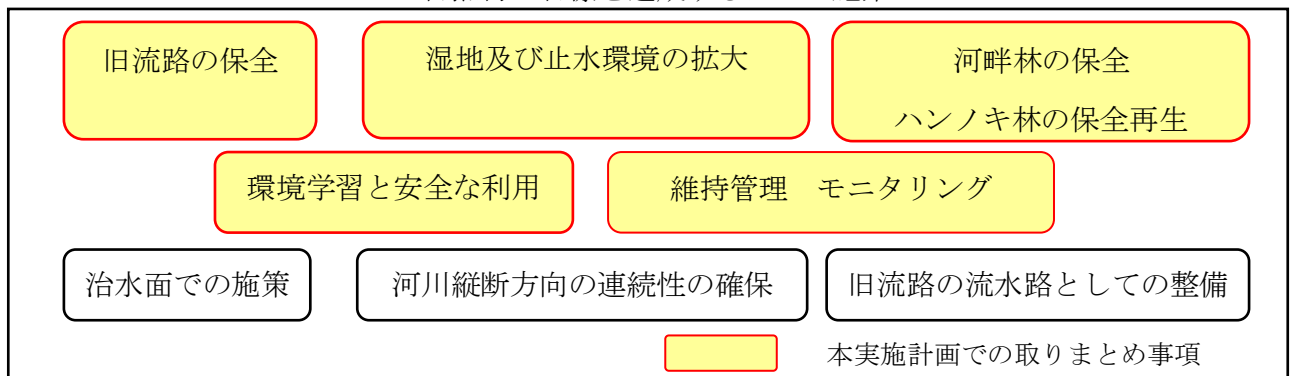 旧流路の保全
湿地及び止水環境の拡大
河畔林の保全
ハンノキ林の保全再生
環境学習と安全な利用
維持管理　モニタリング
治水面での施策
河川縦断方向の連続性の確保
旧流路の流水路としての整備
本実施計画での取りまとめ事項